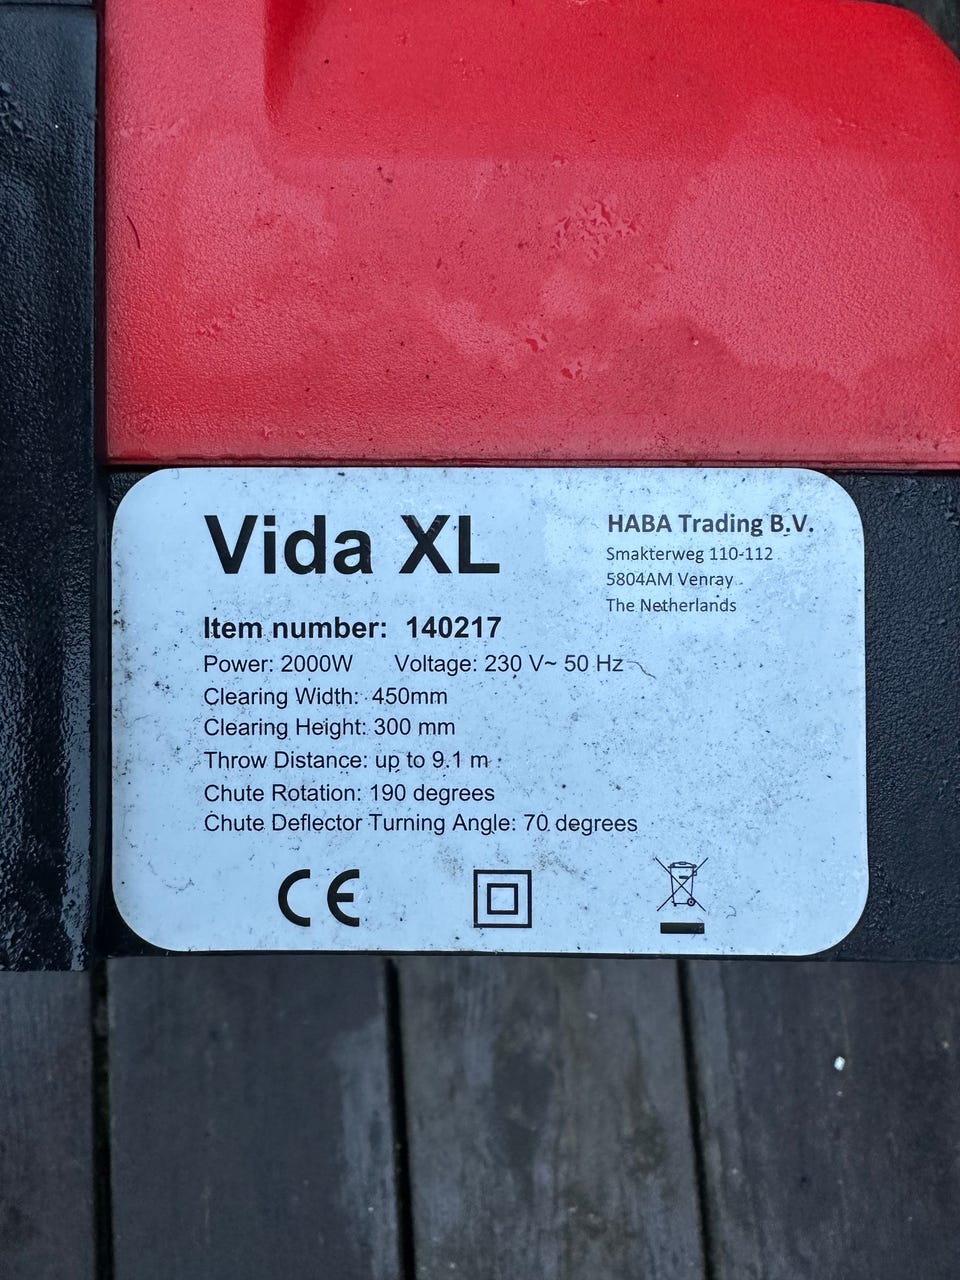 Vida XL
HABA Trading B.V.
Smakterweg 110-112
5804AM Venray
The Netherlands
Item number: 140217
Power: 2000W Voltage: 230 V~ 50 Hz
Clearing Width: 450mm
Clearing Height: 300 mm
Throw Distance: up to 9.1 m
Chute Rotation: 190 degrees
Chute Deflector Turning Angle: 70 degrees
CE